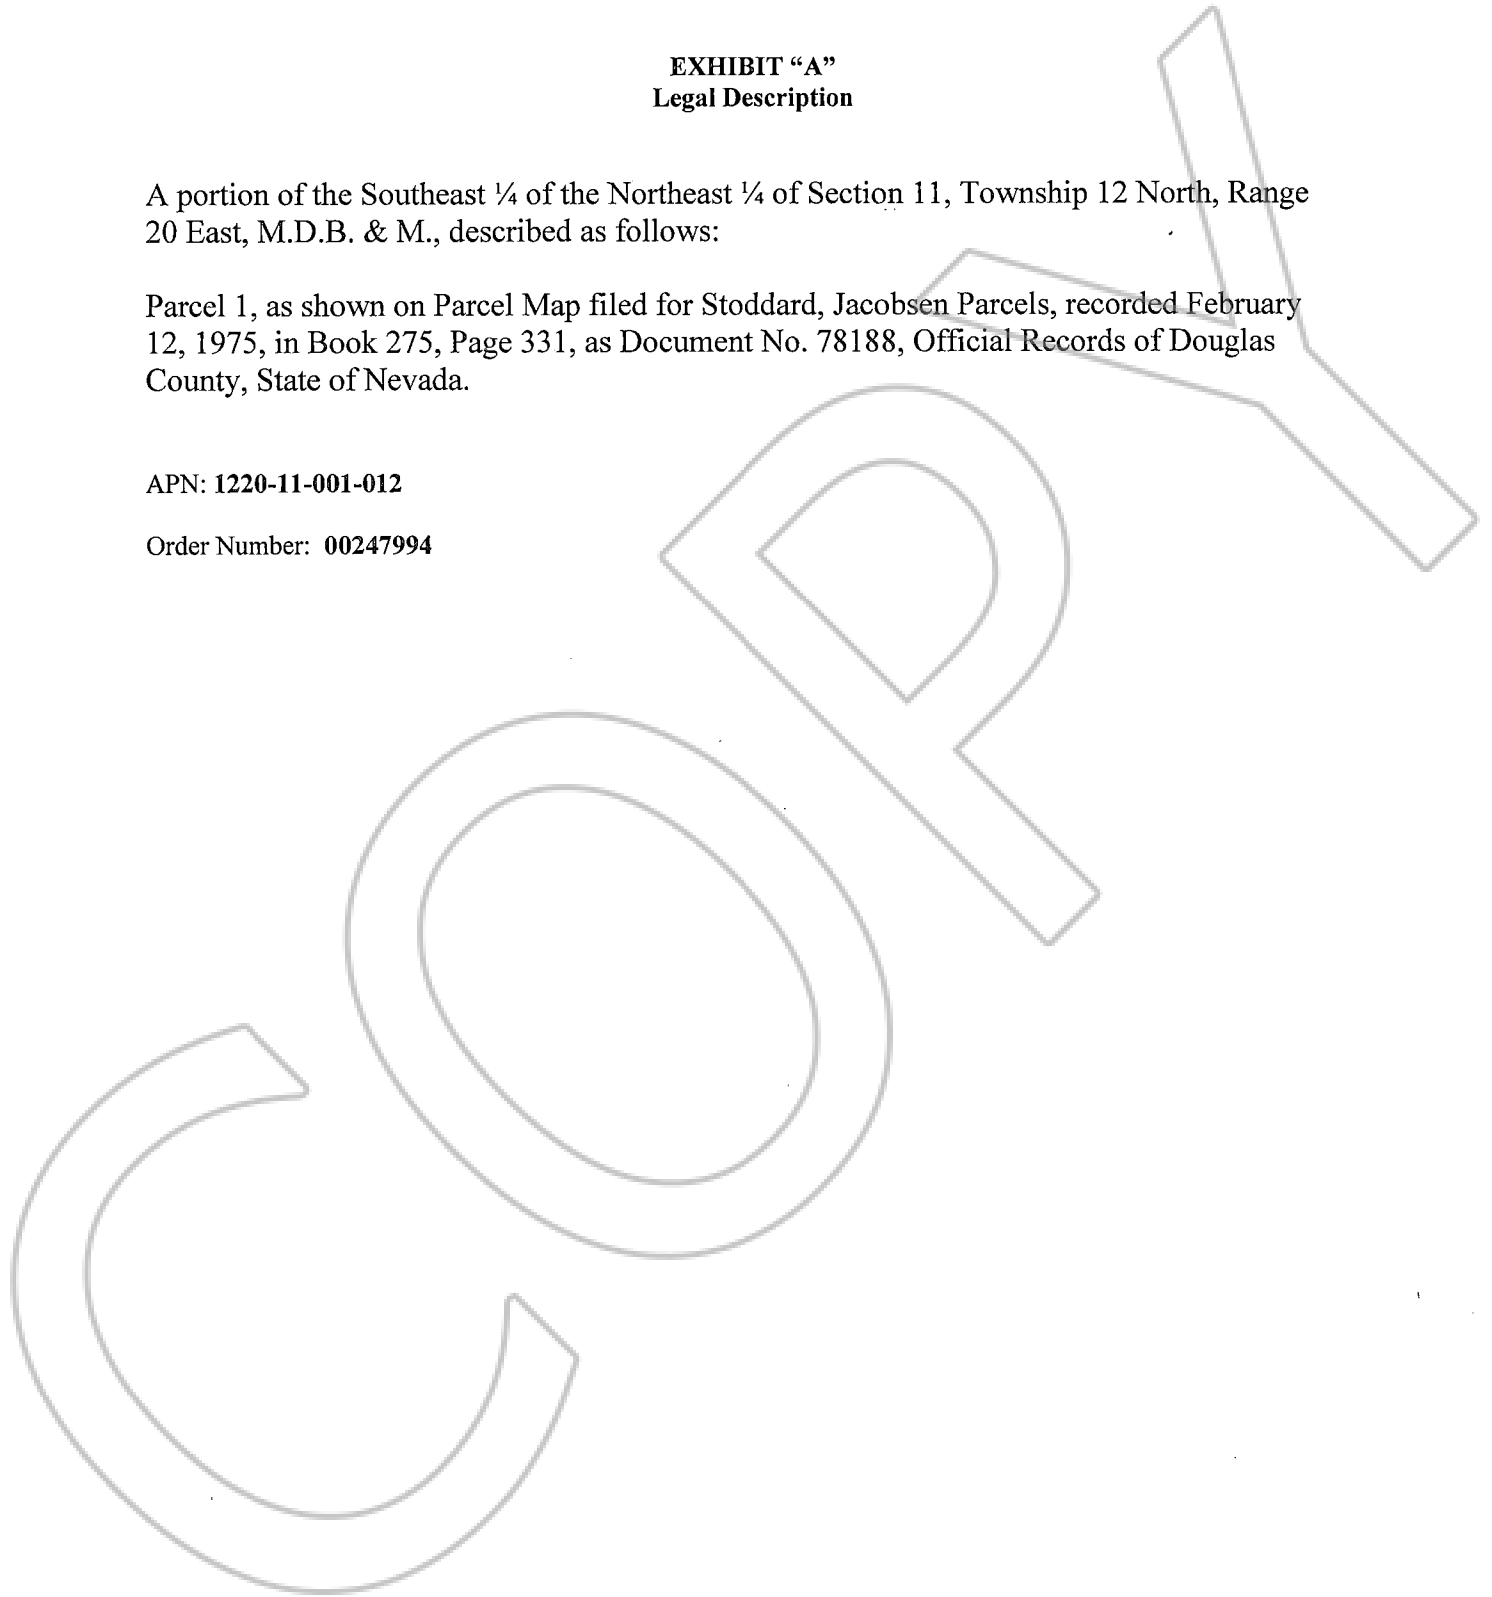 EXHIBIT “A”
Legal Description
A portion of the Southeast ¼ of the Northeast ¼ of Section 11, Township 12 North, Range
20 East, M.D.B. & M., described as follows:
Parcel 1, as shown on Parcel Map filed for Stoddard, Jacobsen Parcels, recorded February
12, 1975, in Book 275, Page 331, as Document No. 78188, Official Records of Douglas
County, State of Nevada.
APN: 1220-11-001-012
Order Number: 00247994
COPY